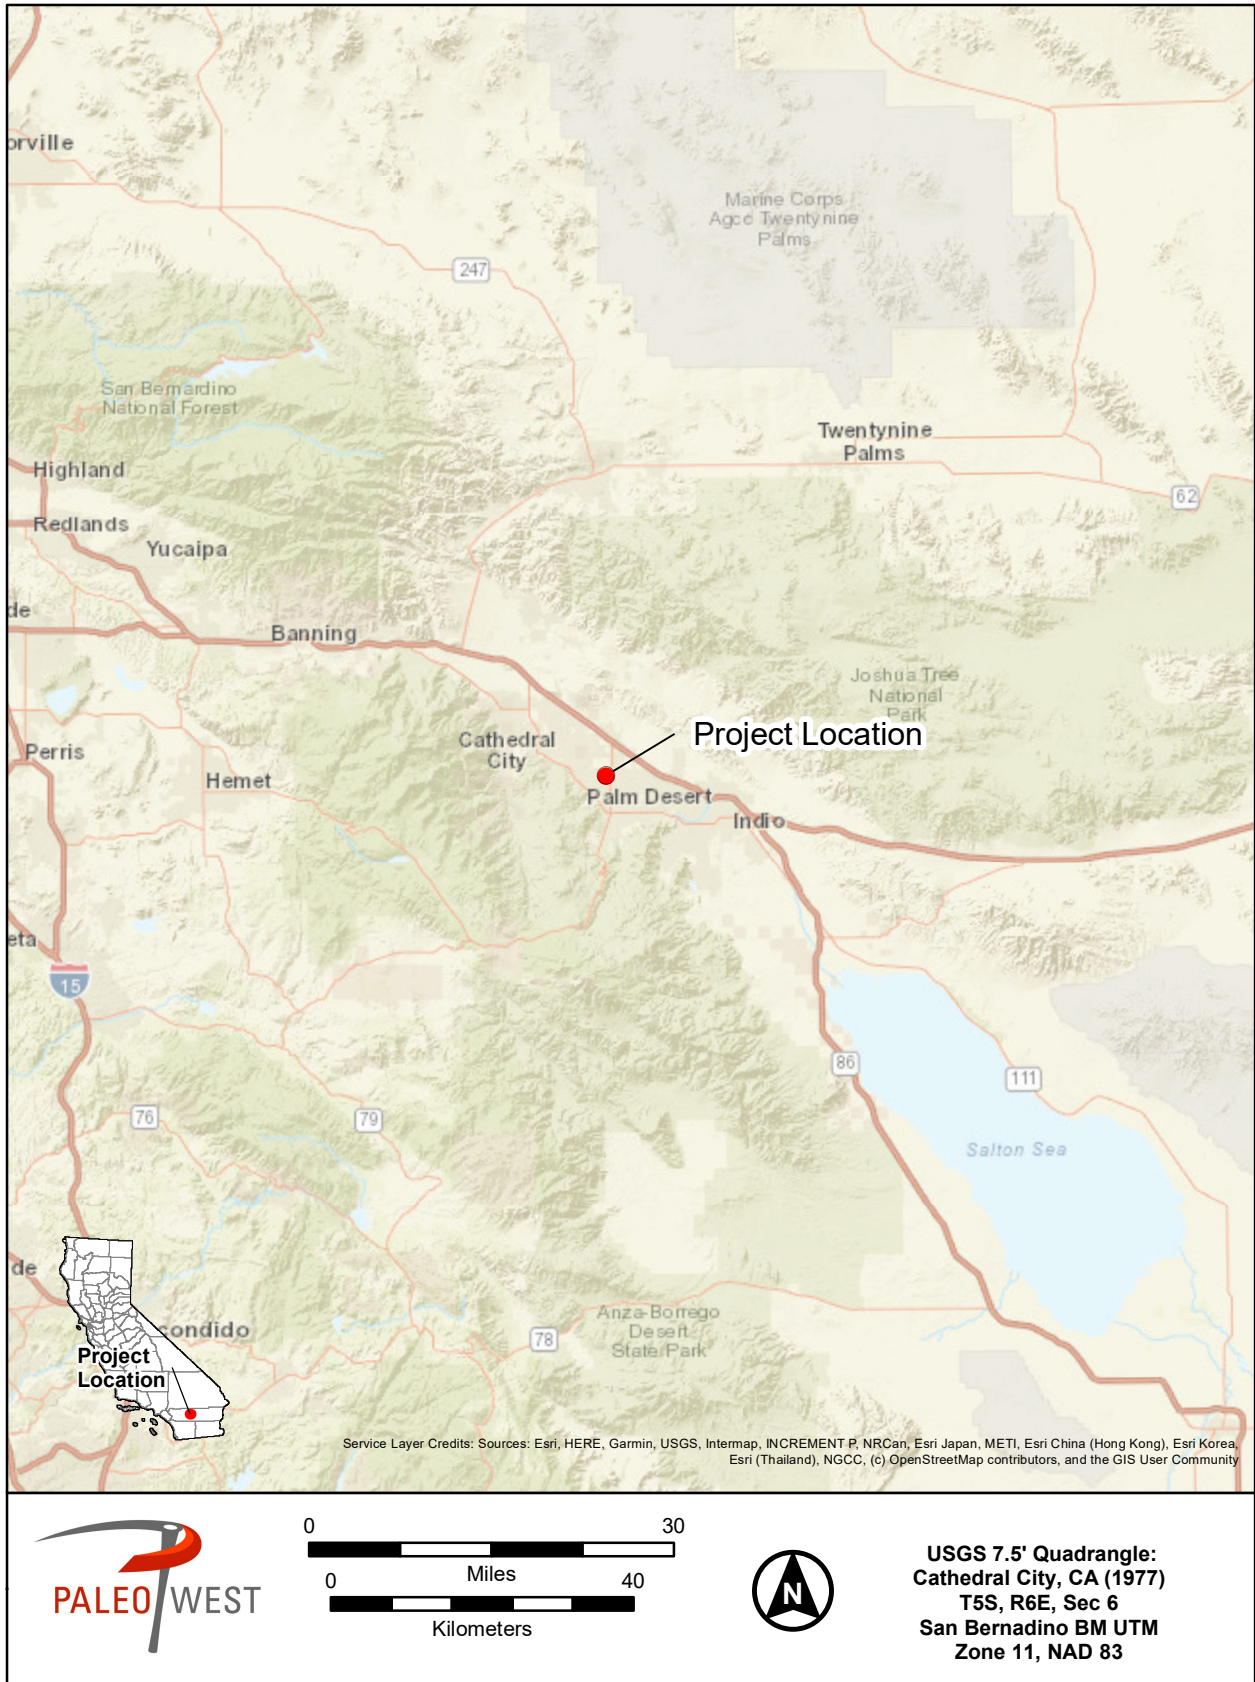 orville
Marine Corps
Agcc Twentynine
Palms
247
San Bernardino
National Forest
Twentynine
Palms
Highland
62
Redlands
Yucaipa
de
Banning
Joshua Tree
National
Park
Project Location
Cathedral
City
Perris
Hemet
Palm Desert
Indio
eta
15
86
111
76
79
Salton Sea
de
Anza-Borrego
Desert
State Park
78
condido
Project
Location
Service Layer Credits: Sources: Esri, HERE, Garmin, USGS, Intermap, INCREMENT P, NRCan, Esri Japan, METI, Esri China (Hong Kong), Esri Korea,
Esri (Thailand), NGCC, (c) OpenStreetMap contributors, and the GIS User Community
PALEO WEST
0 30
Miles
0 40
Kilometers
N
USGS 7.5' Quadrangle:
Cathedral City, CA (1977)
T5S, R6E, Sec 6
San Bernadino BM UTM
Zone 11, NAD 83